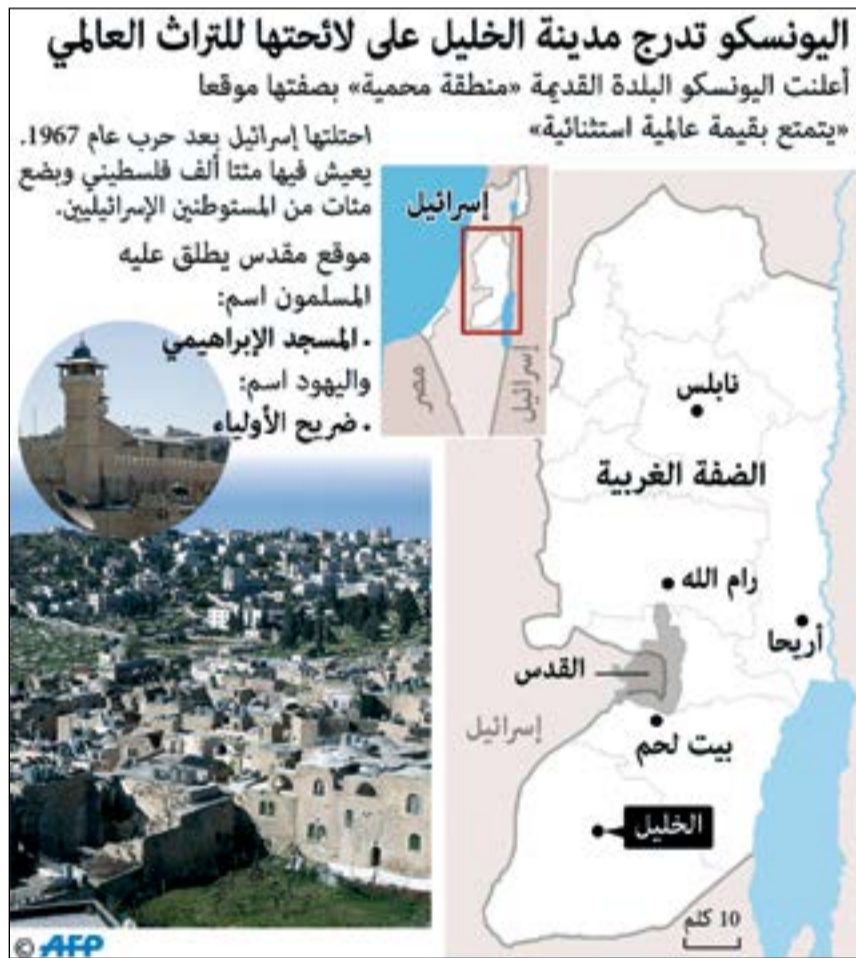 اليونسكو تدرج مدينة الخليل على لائحتها للتراث العالمي
أعلنت اليونسكو البلدة القديمة «منطقة محمية» بصفتها موقعا
«يتمتع بقيمة عالمية استثنائية»
احتلتها إسرائيل بعد حرب عام 1967.
يعيش فيها مئتا ألف فلسطيني وبضع
مئات من المستوطنين الإسرائيليين.
موقع مقدس يطلق عليه
المسلمون اسم:
• المسجد الإبراهيمي
واليهود اسم:
• ضريح الأولياء
إسرائيل
مصر
إسرائيل
نابلس
الضفة الغربية
رام الله
أريحا
القدس
إسرائيل
بيت لحم
الخليل
10 كلم
© AFP